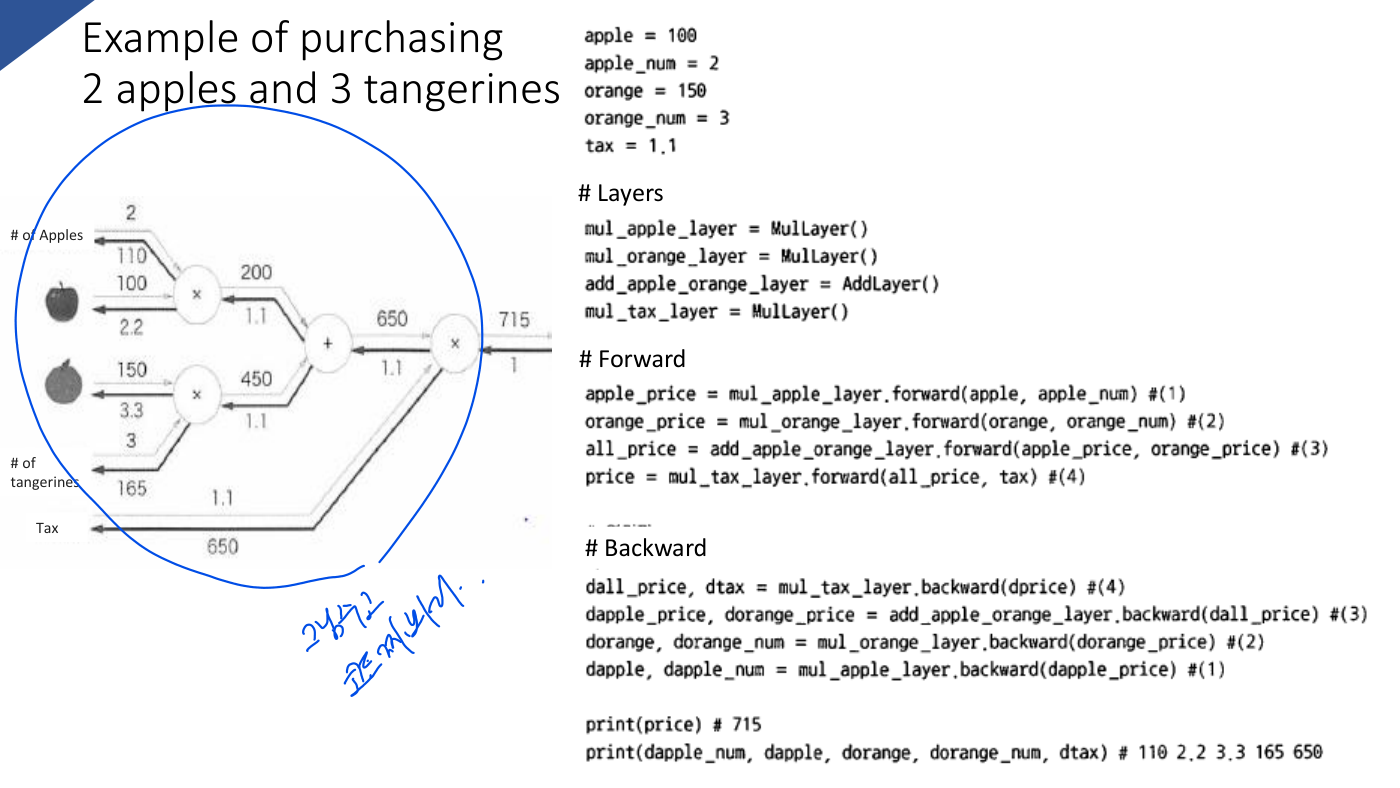 Example of purchasing
2 apples and 3 tangerines
2
# of Apples
110
100
2.2
150
3.3
3
# of
tangerines
165
Tax
200
1.1
450
1.1
1.1
650
650
1.1
715
1
×
×
+
×
그림두고
apple = 100
apple_num = 2
orange = 150
orange_num = 3
tax = 1.1
# Layers
mul_apple_layer = MulLayer()
mul_orange_layer = MulLayer()
add_apple_orange_layer = AddLayer()
mul_tax_layer = MulLayer()
# Forward
apple_price = mul_apple_layer.forward(apple, apple_num) #(1)
orange_price = mul_orange_layer.forward(orange, orange_num) #(2)
all_price = add_apple_orange_layer.forward(apple_price, orange_price) #(3)
price = mul_tax_layer.forward(all_price, tax) #(4)
# Backward
dall_price, dtax = mul_tax_layer.backward(dprice) #(4)
dapple_price, dorange_price = add_apple_orange_layer.backward(dall_price) #(3)
dorange, dorange_num = mul_orange_layer.backward(dorange_price) #(2)
dapple, dapple_num = mul_apple_layer.backward(dapple_price) #(1)
print(price) # 715
print(dapple_num, dapple, dorange, dorange_num, dtax) # 110 2.2 3.3 165 650